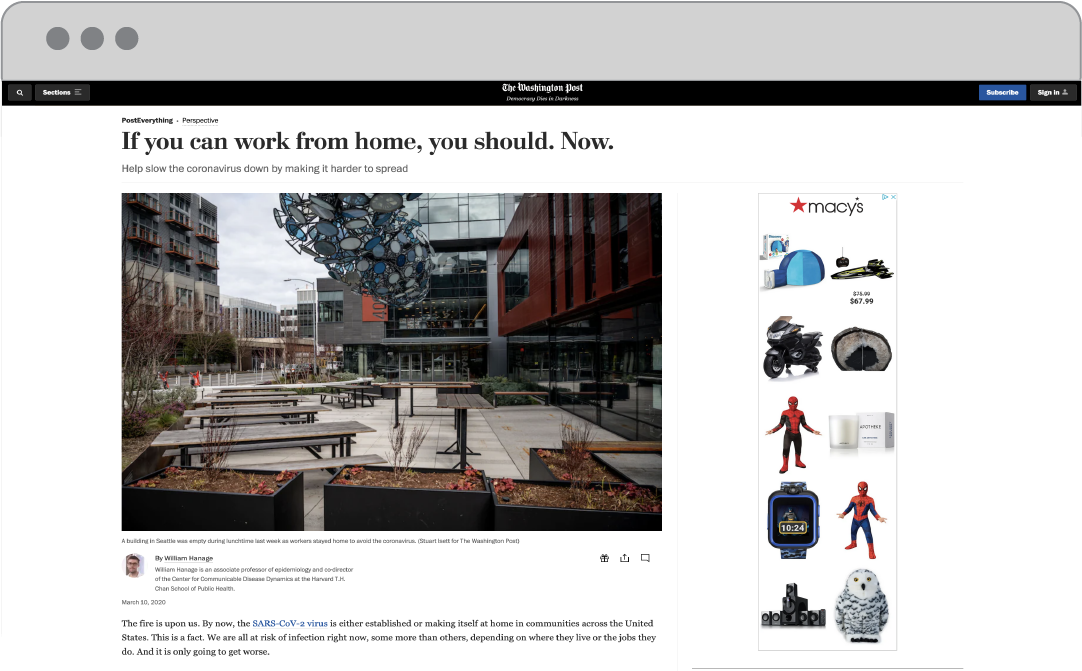 Sections
The Washington Post
Democracy Dies in Darkness
Subscribe
Sign in
PostEverything • Perspective
If you can work from home, you should. Now.
Help slow the coronavirus down by making it harder to spread
A building in Seattle was empty during lunchtime last week as workers stayed home to avoid the coronavirus. (Stuart Isett for The Washington Post)
By William Hanage
William Hanage is an associate professor of epidemiology and co-director
of the Center for Communicable Disease Dynamics at the Harvard T.H.
Chan School of Public Health.
March 10, 2020
The fire is upon us. By now, the SARS-CoV-2 virus is either established or making itself at home in communities across the United
States. This is a fact. We are all at risk of infection right now, some more than others, depending on where they live or the jobs they
do. And it is only going to get worse.
macy's
$75.99
$67.99
APOTHEKE
10:24